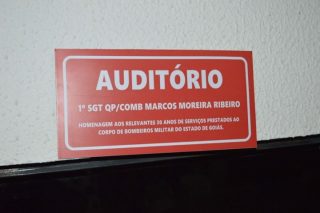 AUDITÓRIO
1º SGT QP/COMB MARCOS MOREIRA RIBEIRO
HOMENAGEM AOS RELEVANTES 30 ANOS DE SERVIÇOS PRESTADOS AO
CORPO DE BOMBEIROS MILITAR DO ESTADO DE GOIÁS.